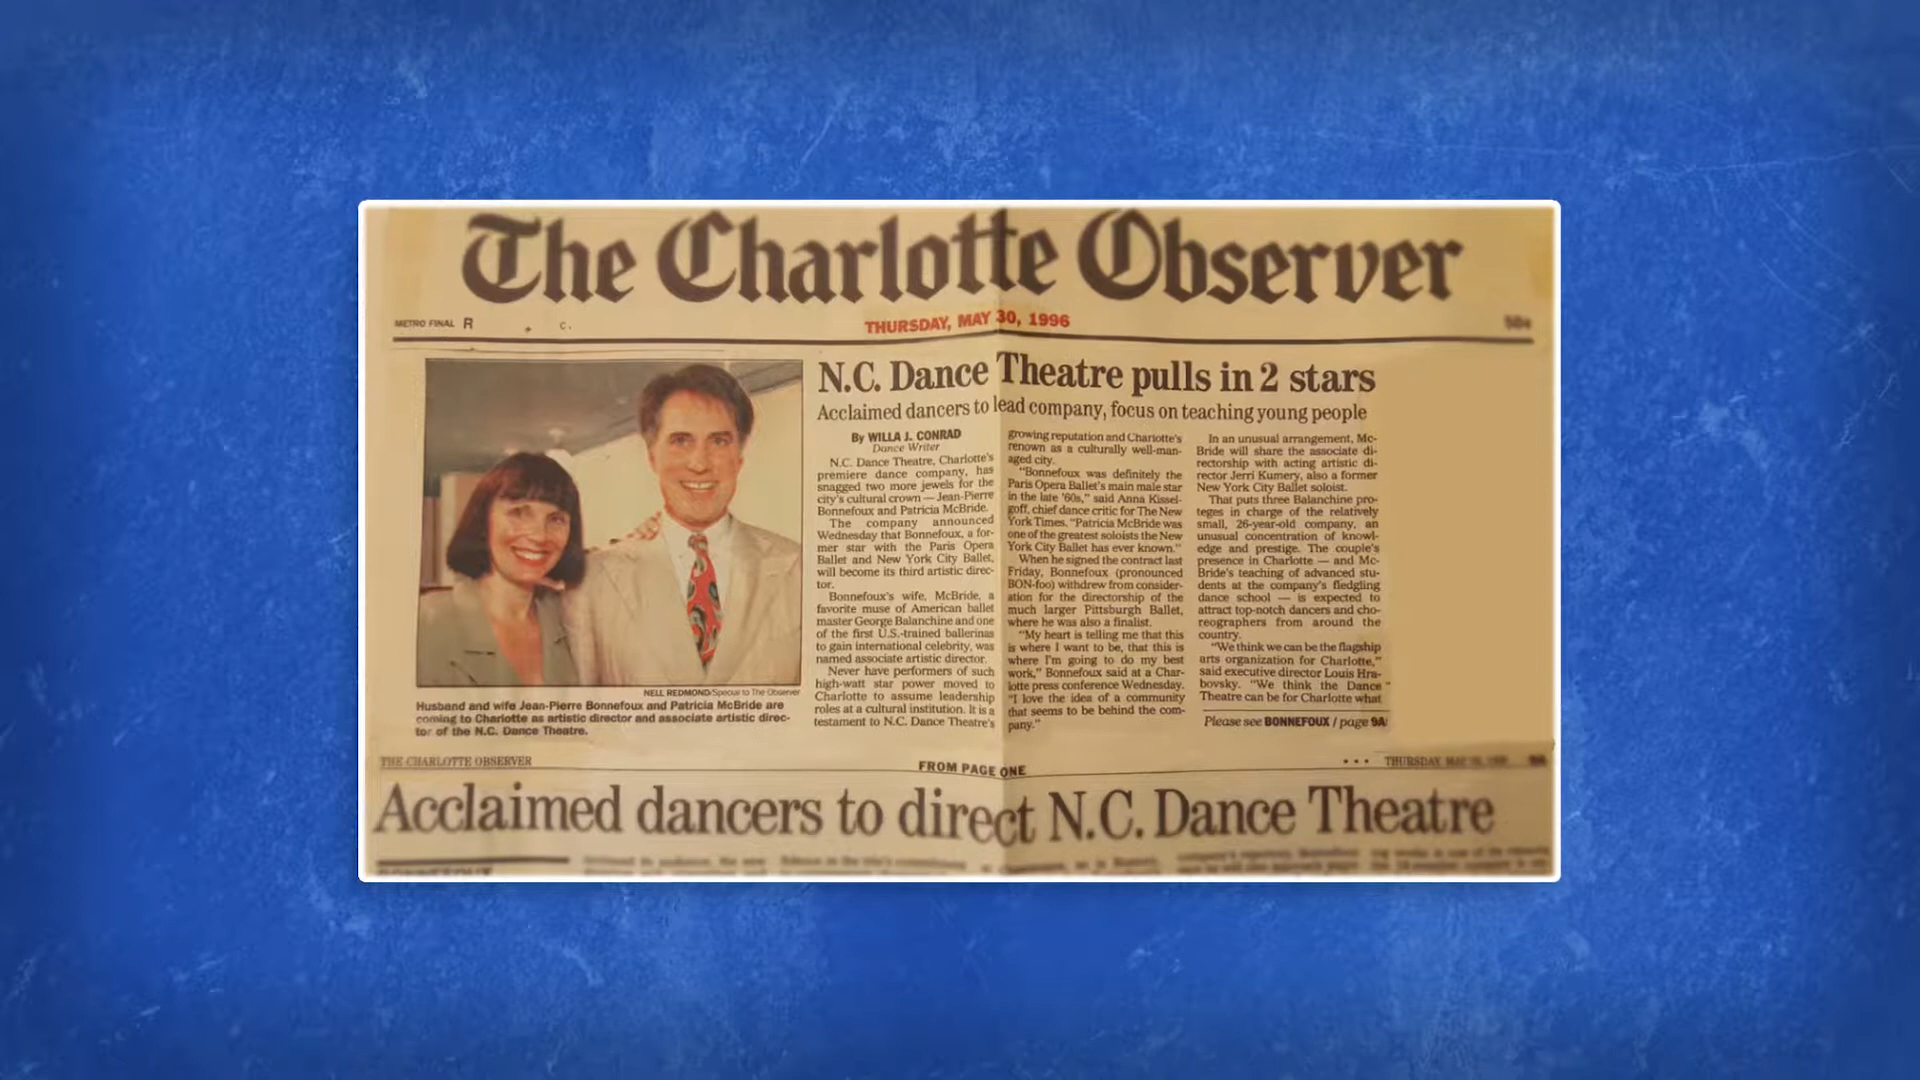 The Charlotte Observer
METRO FINAL R
THURSDAY, MAY 30, 1996
50¢
N.C. Dance Theatre pulls in 2 stars
Acclaimed dancers to lead company, focus on teaching young people
By WILLA J. CONRAD
Dance Writer
N.C. Dance Theatre, Charlotte's
premiere dance company, has
snagged two more jewels for the
city's cultural crown — Jean-Pierre
Bonnefoux and Patricia McBride.
The company announced
Wednesday that Bonnefoux, a for-
mer star with the Paris Opera
Ballet and New York City Ballet,
will become its third artistic direc-
tor.
Bonnefoux's wife, McBride, a
favorite muse of American ballet
master George Balanchine and one
of the first U.S.-trained ballerinas
to gain international celebrity, was
named associate artistic director.
Never have performers of such
high-watt star power moved to
Charlotte to assume leadership
roles at a cultural institution. It is a
testament to N.C. Dance Theatre's
growing reputation and Charlotte's
renown as a culturally well-man-
aged city.
"Bonnefoux was definitely the
Paris Opera Ballet's main male star
in the late '60s," said Anna Kissel-
goff, chief dance critic for The New
York Times. "Patricia McBride was
one of the greatest soloists the New
York City Ballet has ever known."
When he signed the contract last
Friday, Bonnefoux (pronounced
BON-foo) withdrew from consider-
ation for the directorship of the
much larger Pittsburgh Ballet,
where he was also a finalist.
"My heart is telling me that this
is where I want to be, that this is
where I'm going to do my best
work," Bonnefoux said at a Char-
lotte press conference Wednesday.
"I love the idea of a community
that seems to be behind the com-
pany."
In an unusual arrangement, Mc-
Bride will share the associate di-
rectorship with acting artistic di-
rector Jerri Kumery, also a former
New York City Ballet soloist.
That puts three Balanchine pro-
teges in charge of the relatively
small, 26-year-old company, an
unusual concentration of knowl-
edge and prestige. The couple's
presence in Charlotte — and Mc-
Bride's teaching of advanced stu-
dents at the company's fledgling
dance school — is expected to
attract top-notch dancers and cho-
reographers from around the
country.
"We think we can be the flagship
arts organization for Charlotte,"
said executive director Louis Hra-
bovsky. "We think the Dance
Theatre can be for Charlotte what
Please see BONNEFOUX / page 9A
NELL REDMOND/Special to The Observer
Husband and wife Jean-Pierre Bonnefoux and Patricia McBride are
coming to Charlotte as artistic director and associate artistic direc-
tor of the N.C. Dance Theatre.
THE CHARLOTTE OBSERVER
FROM PAGE ONE
THURSDAY
Acclaimed dancers to direct N.C. Dance Theatre